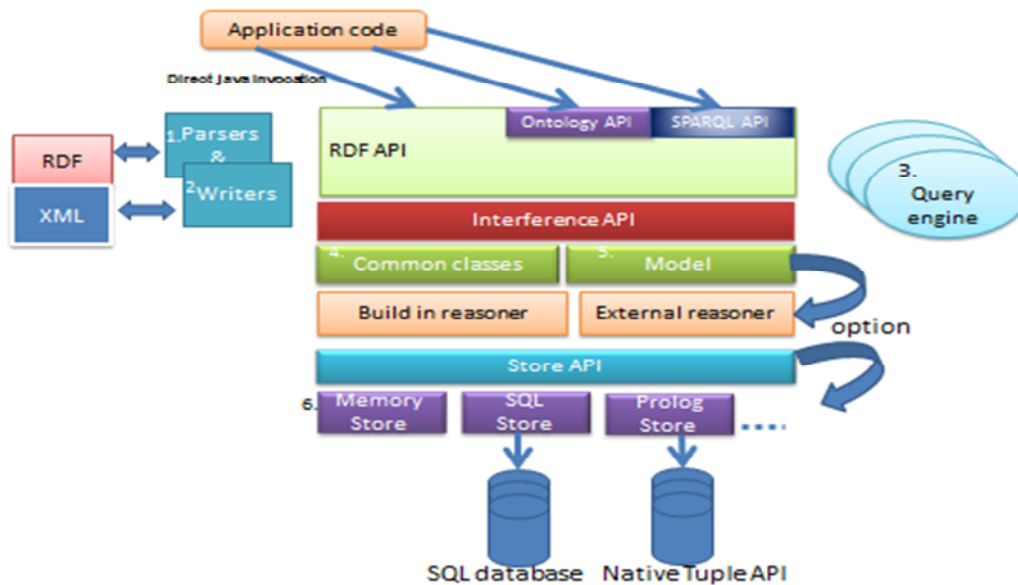 Application code
Direct Java Invocation
1.Parsers
&
2Writers
RDF
XML
Ontology API
SPARQL API
RDF API
3.
Query
engine
Interference API
4. Common classes
5. Model
Build in reasoner
External reasoner
option
Store API
6.
Memory
Store
SQL
Store
Prolog
Store
SQL database
Native Tuple API